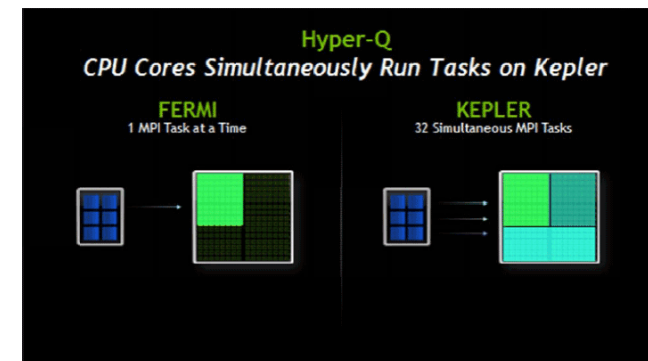 Hyper-Q
CPU Cores Simultaneously Run Tasks on Kepler
FERMI
1 MPI Task at a Time
KEPLER
32 Simultaneous MPI Tasks